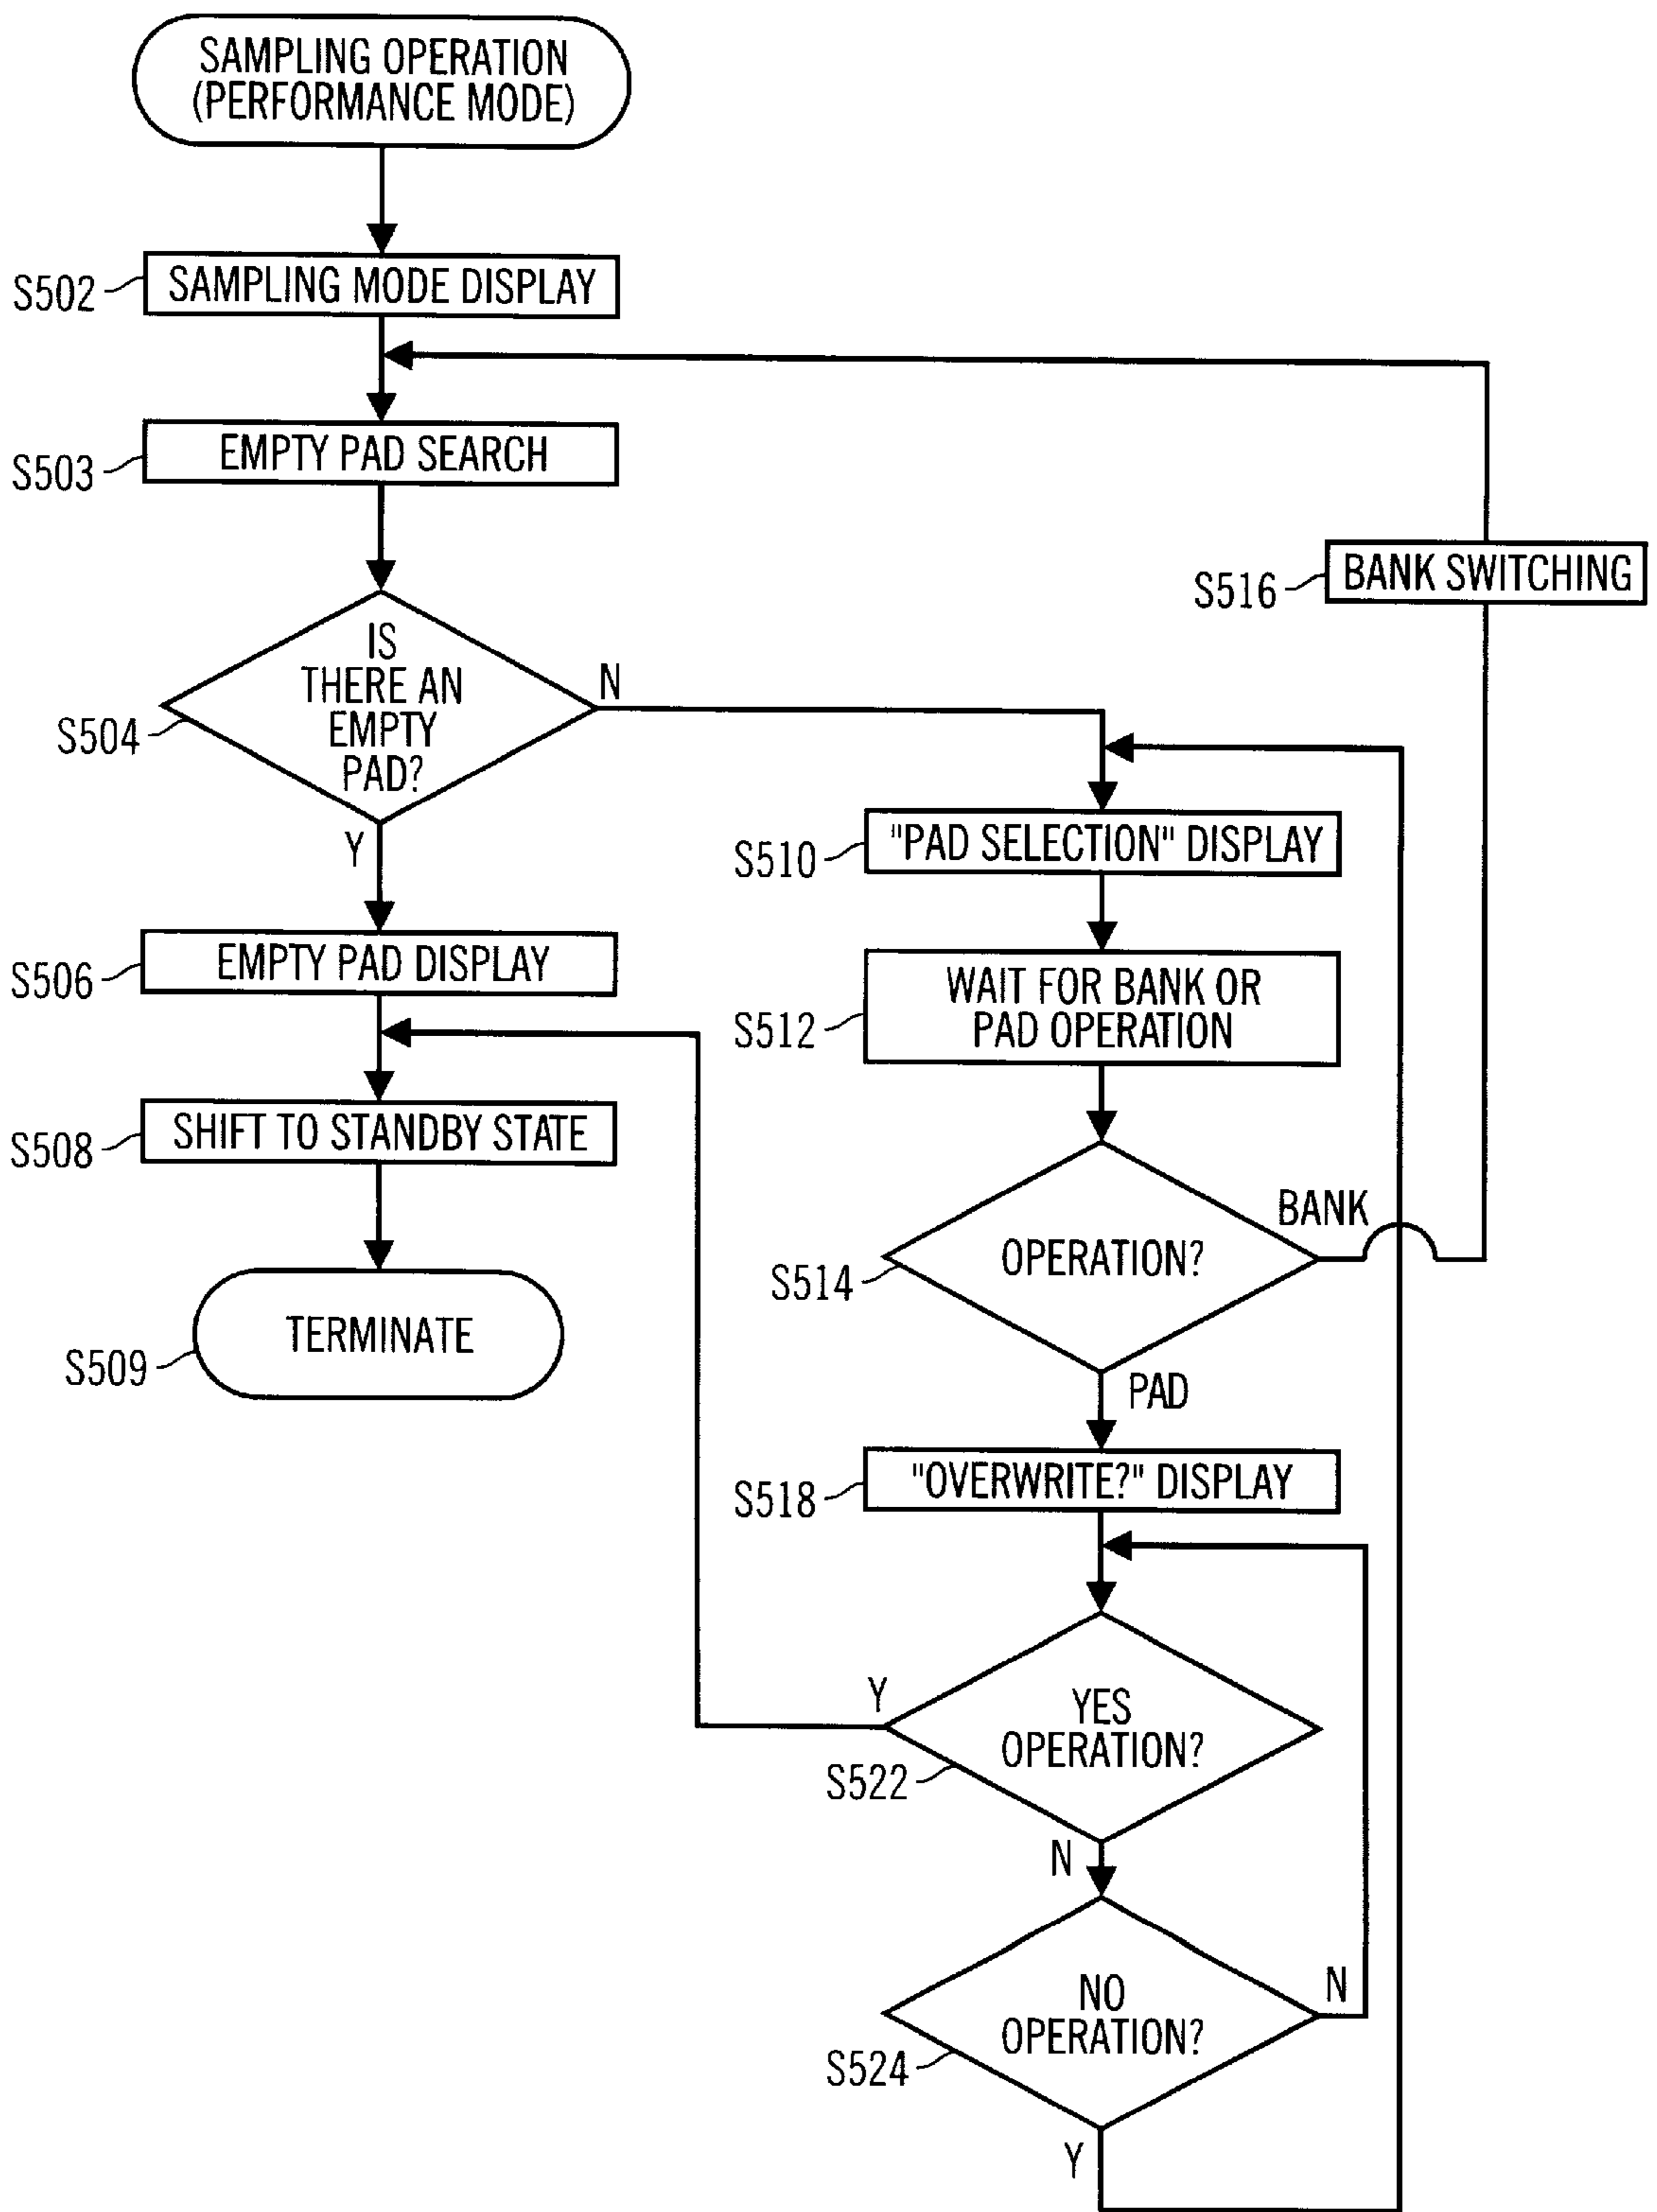 SAMPLING OPERATION
(PERFORMANCE MODE)
S502
SAMPLING MODE DISPLAY
S503
EMPTY PAD SEARCH
S516
BANK SWITCHING
IS
THERE AN
EMPTY
PAD?
N
S504
Y
S510
"PAD SELECTION" DISPLAY
S506
EMPTY PAD DISPLAY
S512
WAIT FOR BANK OR
PAD OPERATION
S508
SHIFT TO STANDBY STATE
BANK
S514
OPERATION?
TERMINATE
S509
PAD
S518
"OVERWRITE?" DISPLAY
Y
YES
OPERATION?
S522
N
NO
OPERATION?
N
S524
Y